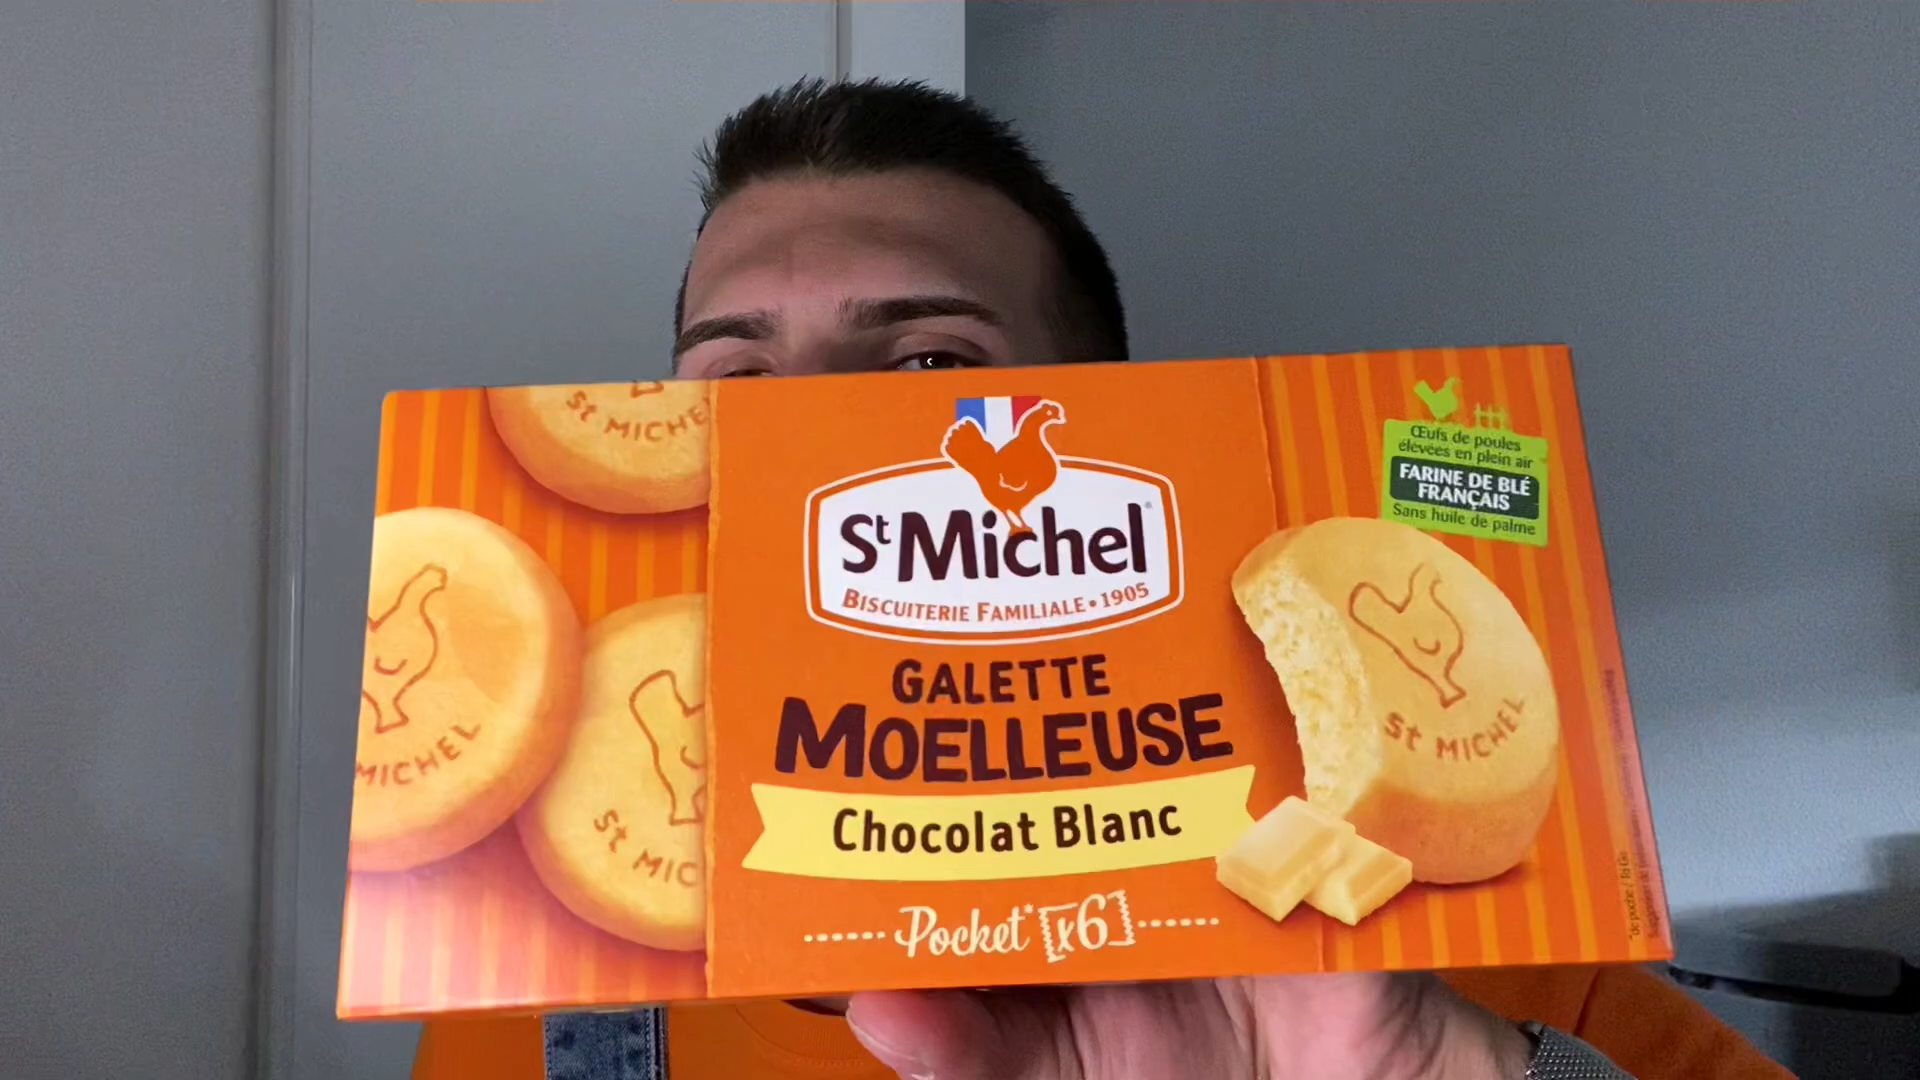 St MICHEL
MICHEL
St MIC
St Michel
BISCUITERIE FAMILIALE • 1905
GALETTE
MOELLEUSE
Chocolat Blanc
Pocket* x6
Œufs de poules
élevées en plein air
FARINE DE BLÉ
FRANÇAIS
Sans huile de palme
St MICHEL